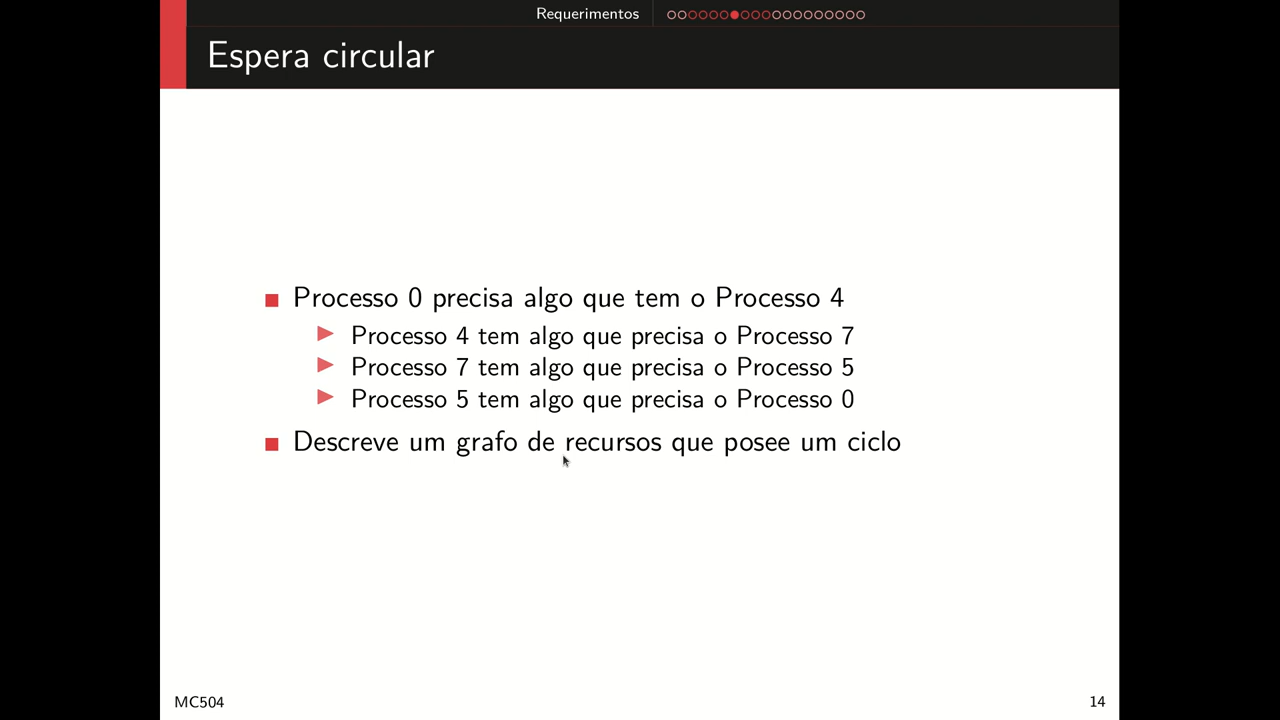 Requerimentos
Espera circular
Processo 0 precisa algo que tem o Processo 4
Processo 4 tem algo que precisa o Processo 7
Processo 7 tem algo que precisa o Processo 5
Processo 5 tem algo que precisa o Processo 0
Descreve um grafo de recursos que posee um ciclo
MC504
14